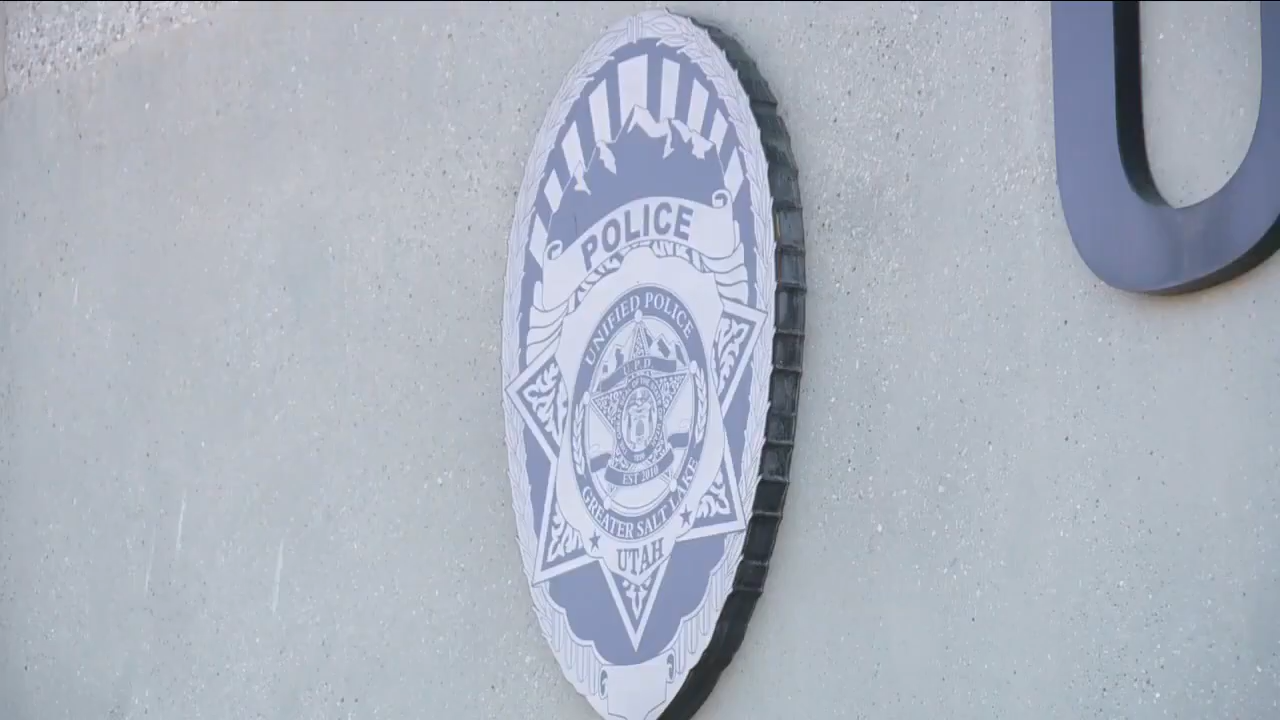 POLICE
UNIFIED POLICE
U.P.D.
EST 2010
GREATER SALT LAKE
UTAH
U